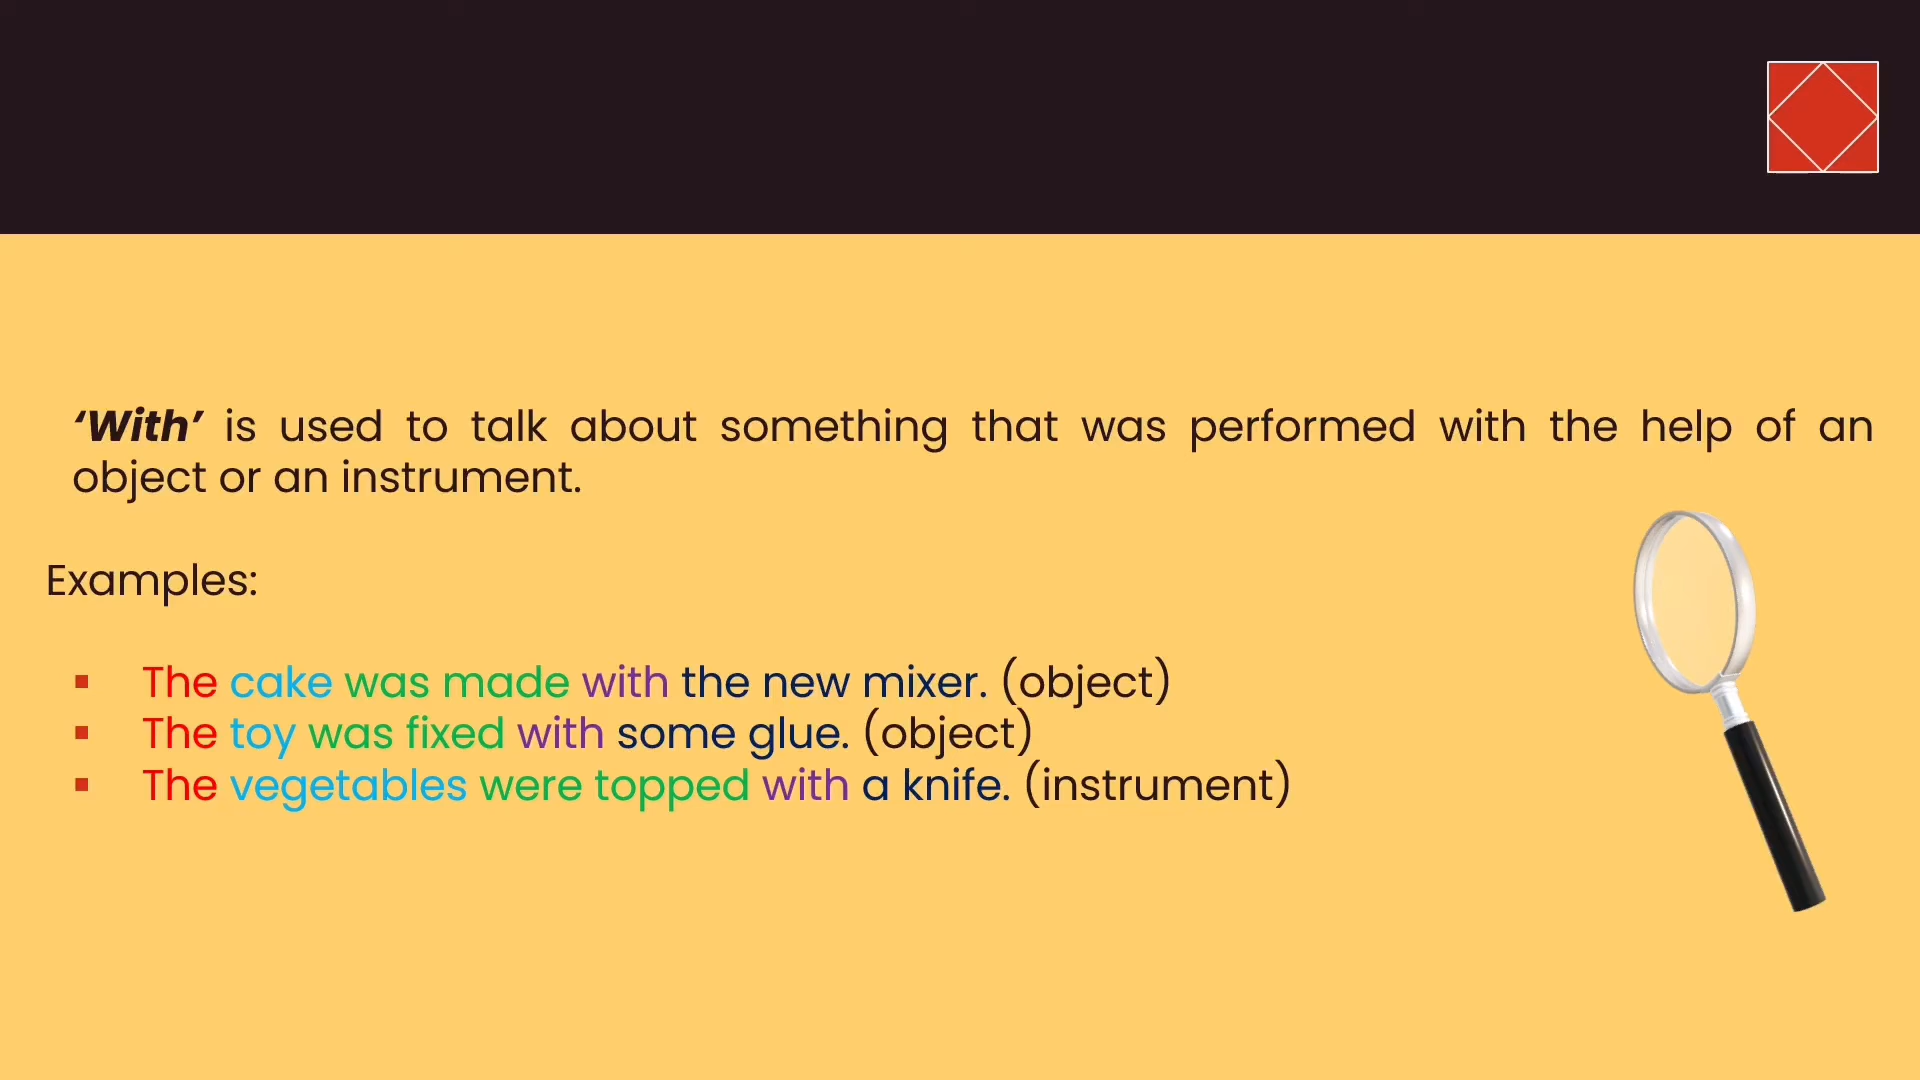 ‘With’ is used to talk about something that was performed with the help of an
object or an instrument.
Examples:
▪ The cake was made with the new mixer. (object)
▪ The toy was fixed with some glue. (object)
▪ The vegetables were topped with a knife. (instrument)